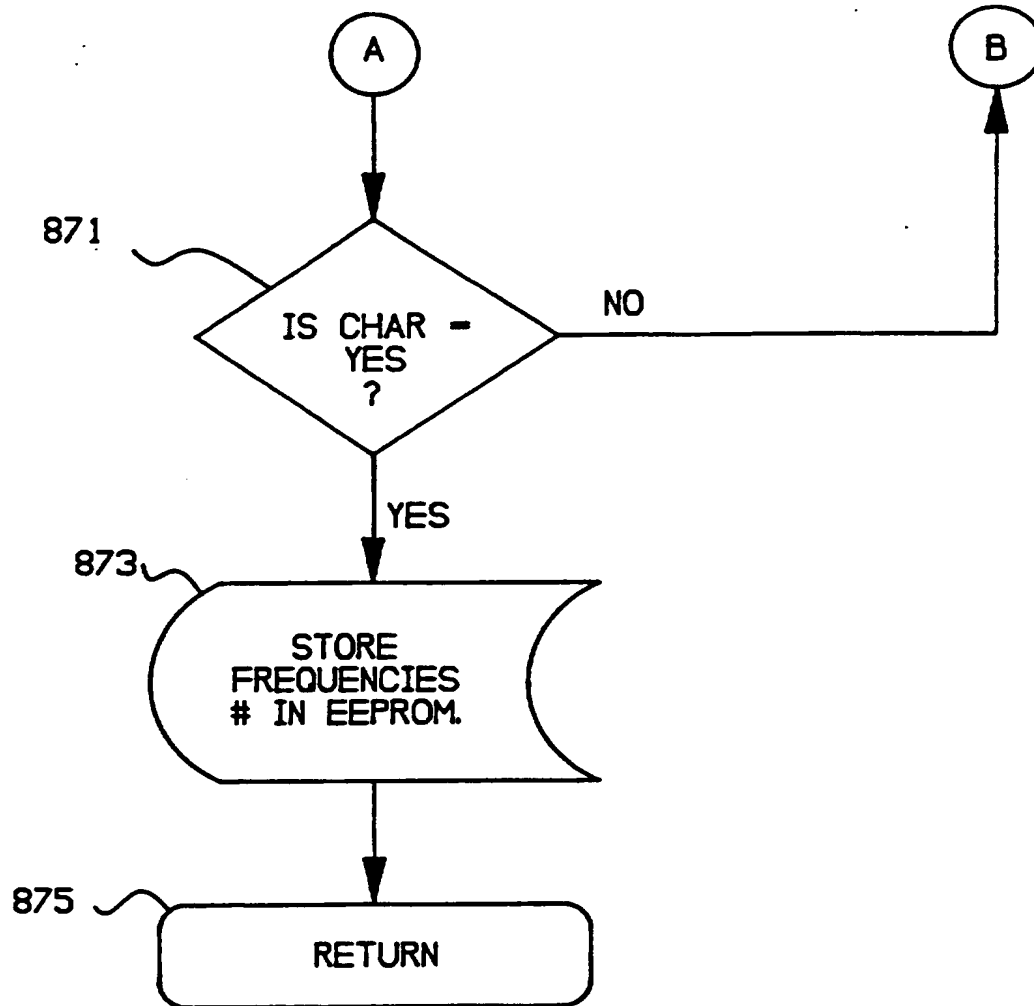 A
B
871
IS CHAR =
YES
?
NO
YES
873
STORE
FREQUENCIES
# IN EEPROM.
875
RETURN